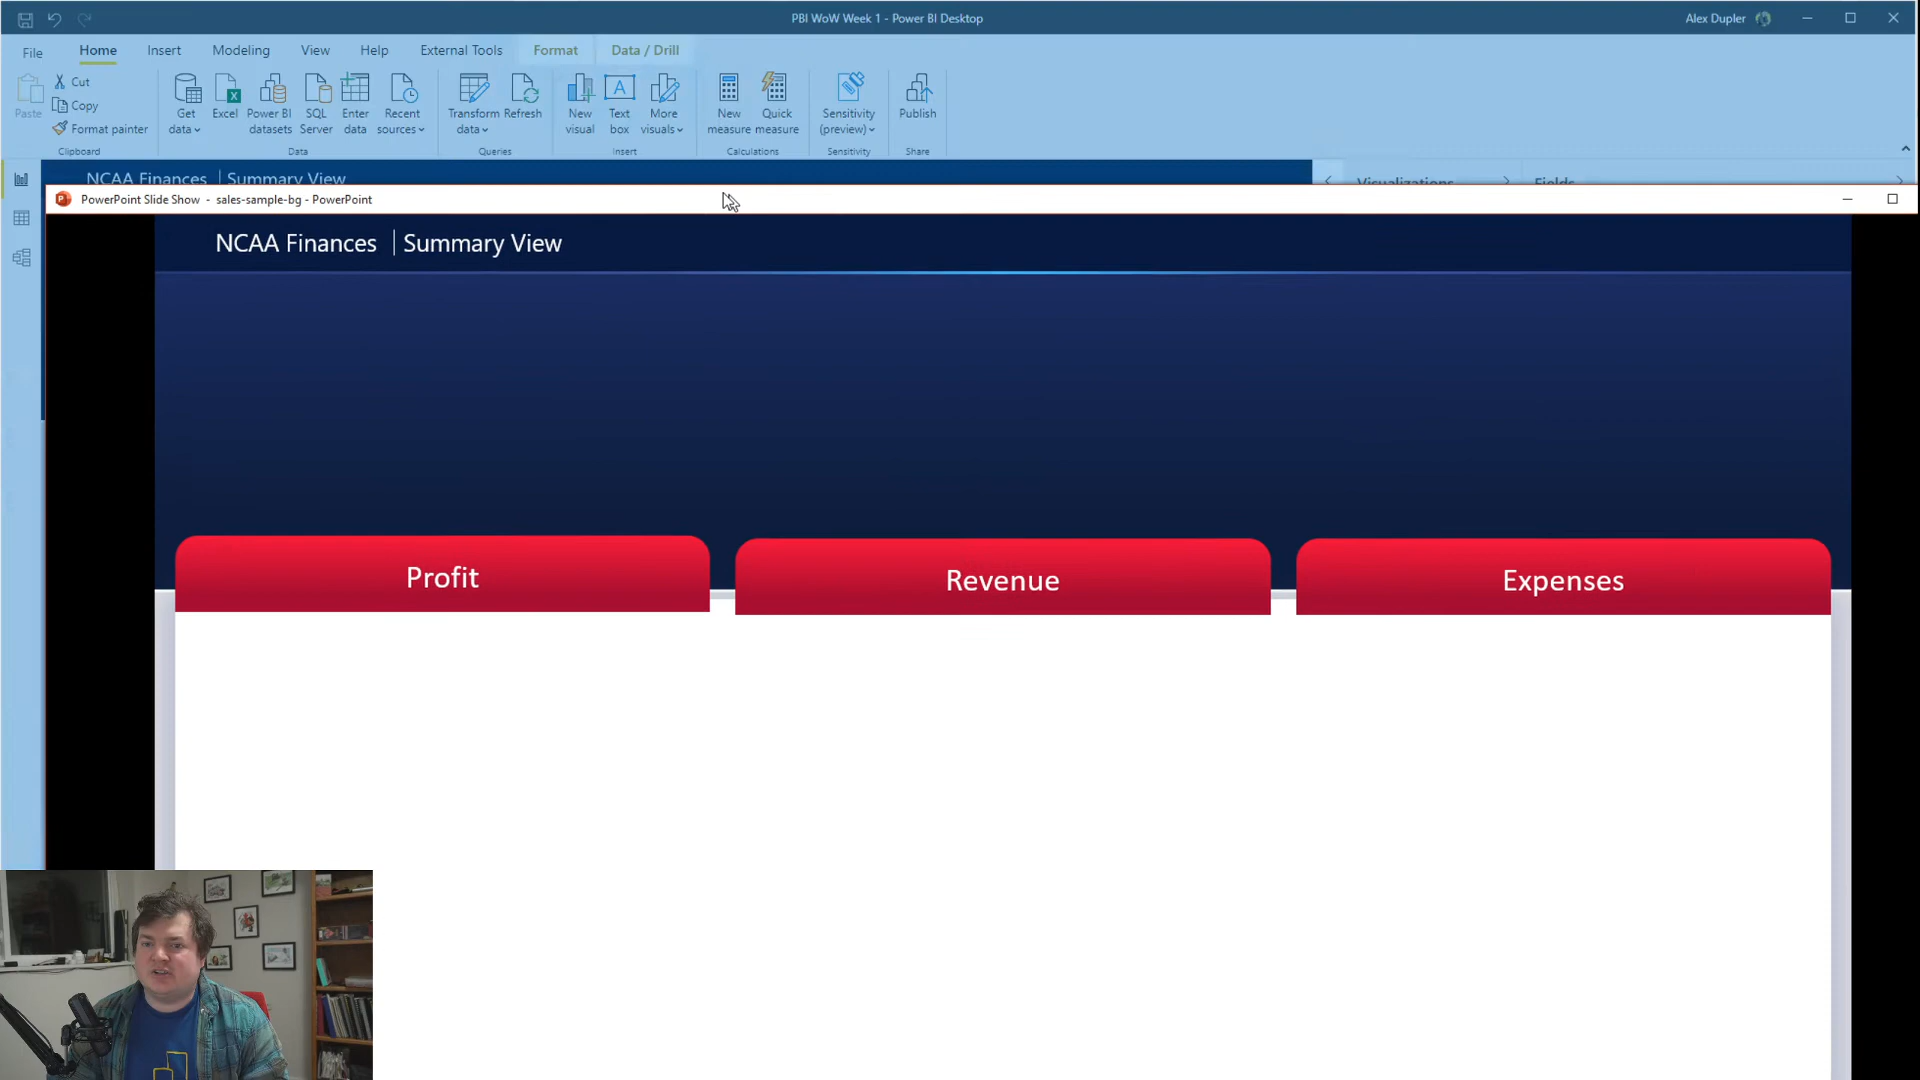 PBI WoW Week 1 - Power BI Desktop
Alex Dupler
File
Home
Insert
Modeling
View
Help
External Tools
Format
Data / Drill
Paste
Cut
Copy
Format painter
Clipboard
Get data
Excel
Power BI datasets
SQL Server
Enter data
Recent sources
Data
Transform data
Refresh
Queries
New visual
Text box
More visuals
Insert
New measure
Quick measure
Calculations
Sensitivity (preview)
Sensitivity
Publish
Share
NCAA Finances | Summary View
Visualizations
Fields
PowerPoint Slide Show - sales-sample-bg - PowerPoint
NCAA Finances | Summary View
Profit
Revenue
Expenses